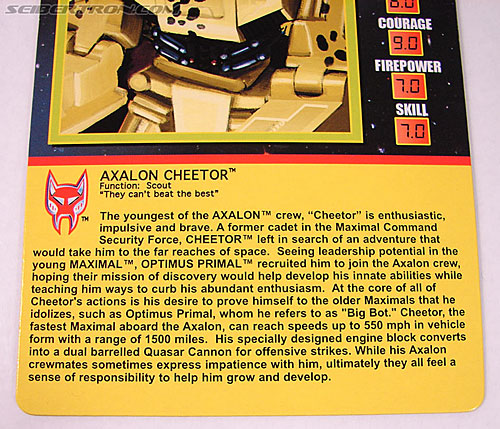 SEIBERTRON.COM
COURAGE
9.0
FIREPOWER
7.0
SKILL
7.0
AXALON CHEETOR™
Function: Scout
"They can't beat the best"
TM
The youngest of the AXALON™ crew, "Cheetor" is enthusiastic,
impulsive and brave. A former cadet in the Maximal Command
Security Force, CHEETOR™ left in search of an adventure that
would take him to the far reaches of space. Seeing leadership potential in the
young MAXIMAL™, OPTIMUS PRIMAL™ recruited him to join the Axalon crew,
hoping their mission of discovery would help develop his innate abilities while
teaching him ways to curb his abundant enthusiasm. At the core of all of
Cheetor's actions is his desire to prove himself to the older Maximals that he
idolizes, such as Optimus Primal, whom he refers to as "Big Bot." Cheetor, the
fastest Maximal aboard the Axalon, can reach speeds up to 550 mph in vehicle
form with a range of 1500 miles. His specially designed engine block converts
into a dual barrelled Quasar Cannon for offensive strikes. While his Axalon
crewmates sometimes express impatience with him, ultimately they all feel a
sense of responsibility to help him grow and develop.